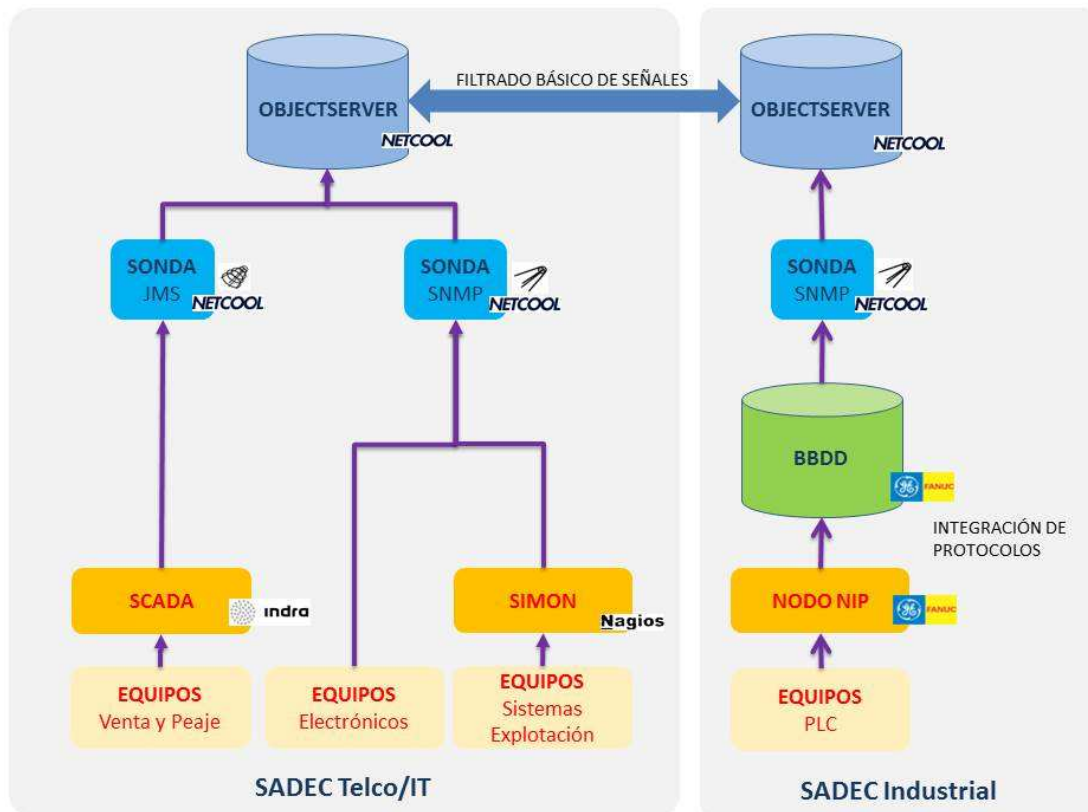 FILTRADO BÁSICO DE SEÑALES
OBJECTSERVER
NETCOOL
OBJECTSERVER
NETCOOL
SONDA
JMS
NETCOOL
SONDA
SNMP
NETCOOL
SONDA
SNMP
NETCOOL
BBDD
FANUC
INTEGRACIÓN DE
PROTOCOLOS
SCADA
indra
SIMON
Nagios
NODO NIP
FANUC
EQUIPOS
Venta y Peaje
EQUIPOS
Electrónicos
EQUIPOS
Sistemas
Explotación
EQUIPOS
PLC
SADEC Telco/IT
SADEC Industrial